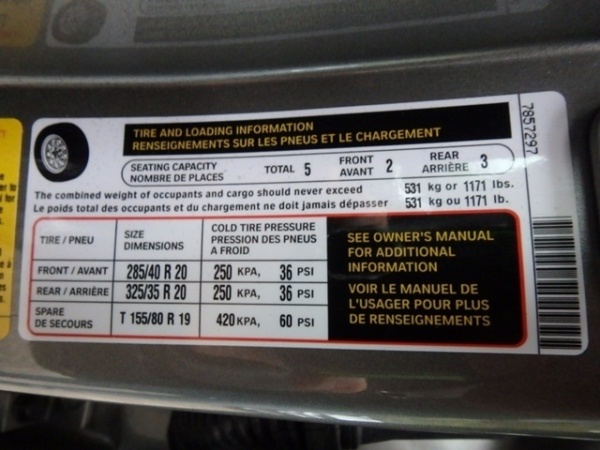 TIRE AND LOADING INFORMATION
RENSEIGNEMENTS SUR LES PNEUS ET LE CHARGEMENT
7857297
SEATING CAPACITY
NOMBRE DE PLACES
TOTAL 5
FRONT
AVANT 2
REAR
ARRIÈRE 3
The combined weight of occupants and cargo should never exceed 531 kg or 1171 lbs.
Le poids total des occupants et du chargement ne doit jamais dépasser 531 kg ou 1171 lb.
TIRE / PNEU
SIZE
DIMENSIONS
COLD TIRE PRESSURE
PRESSION DES PNEUS
A FROID
FRONT / AVANT 285/40 R 20 250 KPA, 36 PSI
REAR / ARRIÈRE 325/35 R 20 250 KPA, 36 PSI
SPARE
DE SECOURS
T 155/80 R 19 420 KPA, 60 PSI
SEE OWNER'S MANUAL
FOR ADDITIONAL
INFORMATION
VOIR LE MANUEL DE
L'USAGER POUR PLUS
DE RENSEIGNEMENTS